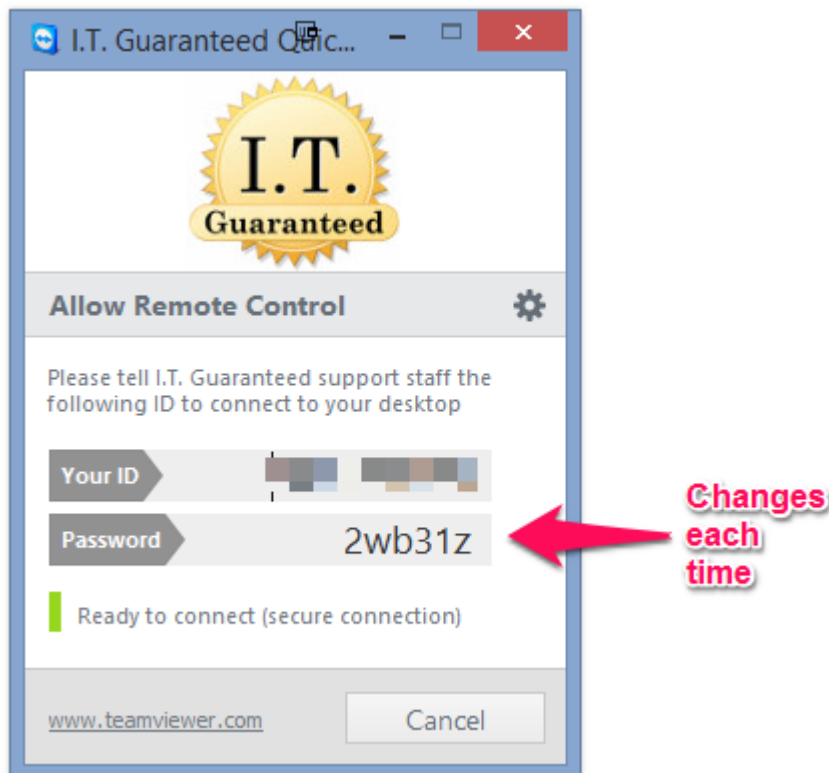 I.T. Guaranteed Quic...
I.T.
Guaranteed
Allow Remote Control
Please tell I.T. Guaranteed support staff the
following ID to connect to your desktop
Your ID
Password 2wb31z
Changes
each
time
Ready to connect (secure connection)
www.teamviewer.com Cancel